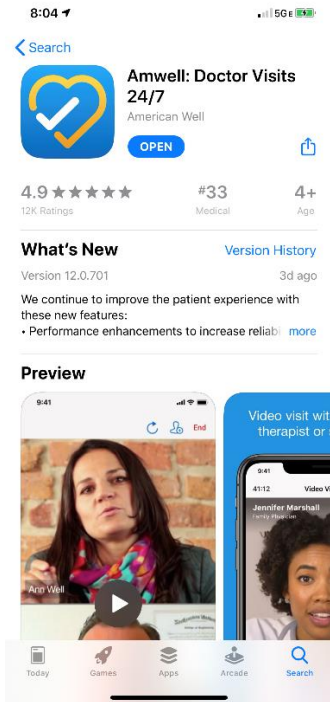 8:04
5G E
Search
Amwell: Doctor Visits
24/7
American Well
OPEN
4.9
#33
4+
12K Ratings
Medical
Age
What's New
Version History
Version 12.0.701
3d ago
We continue to improve the patient experience with
these new features:
• Performance enhancements to increase reliabi
more
Preview
9:41
End
Ann Well
Video visit wit
therapist or
9:41
41:12
Video Vi
Jennifer Marshall
Family Physician
Today
Games
Apps
Arcade
Search